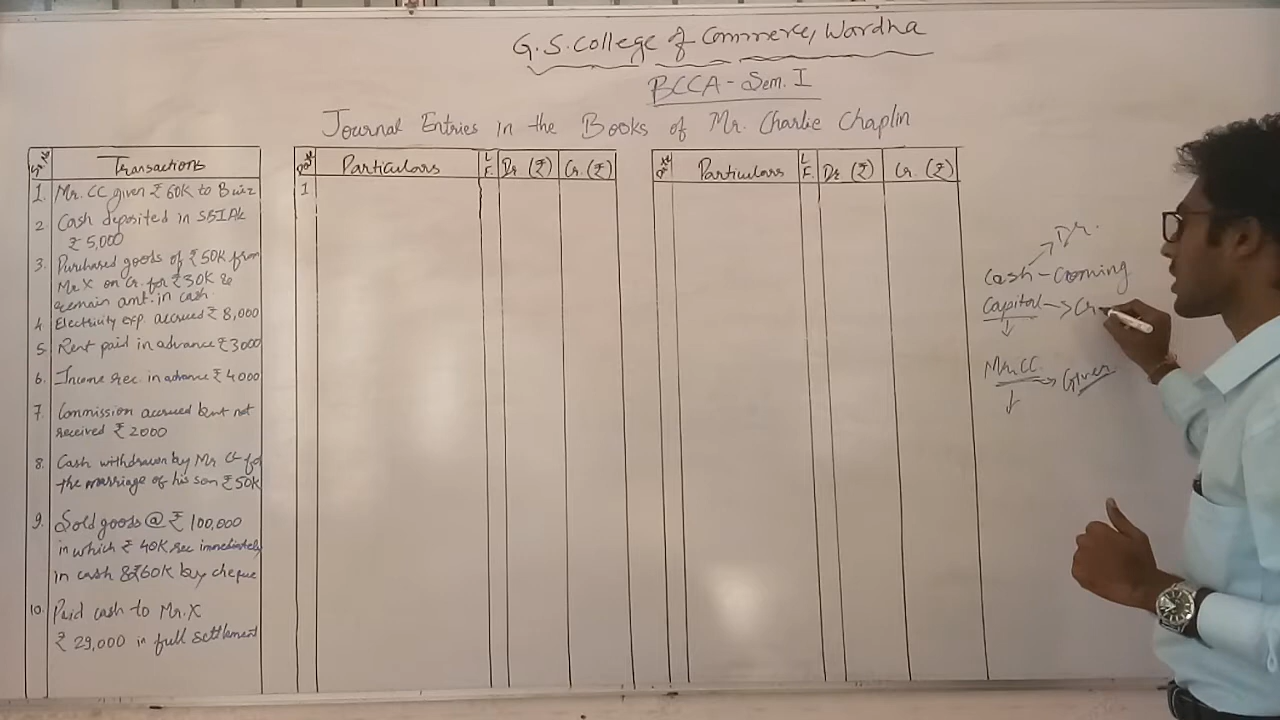 G.S.College of Commerce, Wardha
BCCA - Sem. I
Journal Entries in the Books of Mr. Charlie Chaplin
Sr.No Transactions
1. Mr. CC given ₹ 60K to Buiz
2 Cash deposited in SBI A/c
₹ 5,000
3. Purchased goods of ₹50K from
Mr X on Cr. for ₹30K &
remain amt. in cash.
4. Electricity exp. accrued ₹ 8,000
5. Rent paid in advance ₹3000
6. Income rec. in advance ₹ 4000
7. Commission accrued but not
received ₹ 2000
8. Cash withdrawn by Mr CC for
the marriage of his son ₹50K
9. Sold goods @ ₹ 100,000
in which ₹ 40K rec immediately
in cash & ₹60K by cheque
10. Paid cash to Mr. X
₹ 29,000 in full settlement
Date Particulars L F. Dr (₹) Cr. (₹)
1
Date Particulars L F. Dr (₹) Cr. (₹)
Dr.
Cash - Coming
Capital → Cr
Mr. CC. → Given